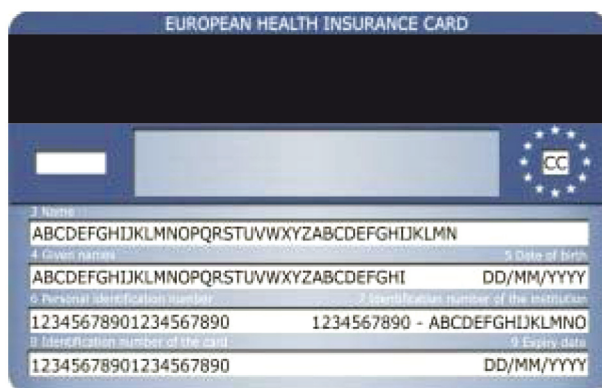 EUROPEAN HEALTH INSURANCE CARD
CC
3 Name
ABCDEFGHIJKLMNOPQRSTUVWXYZABCDEFGHIJKLMN
4 Given names 5 Date of birth
ABCDEFGHIJKLMNOPQRSTUVWXYZABCDEFGHI DD/MM/YYYY
6 Personal identification number 7 Identification number of the institution
12345678901234567890 1234567890 - ABCDEFGHIJKLMNO
8 Identification number of the card 9 Expiry date
12345678901234567890 DD/MM/YYYY